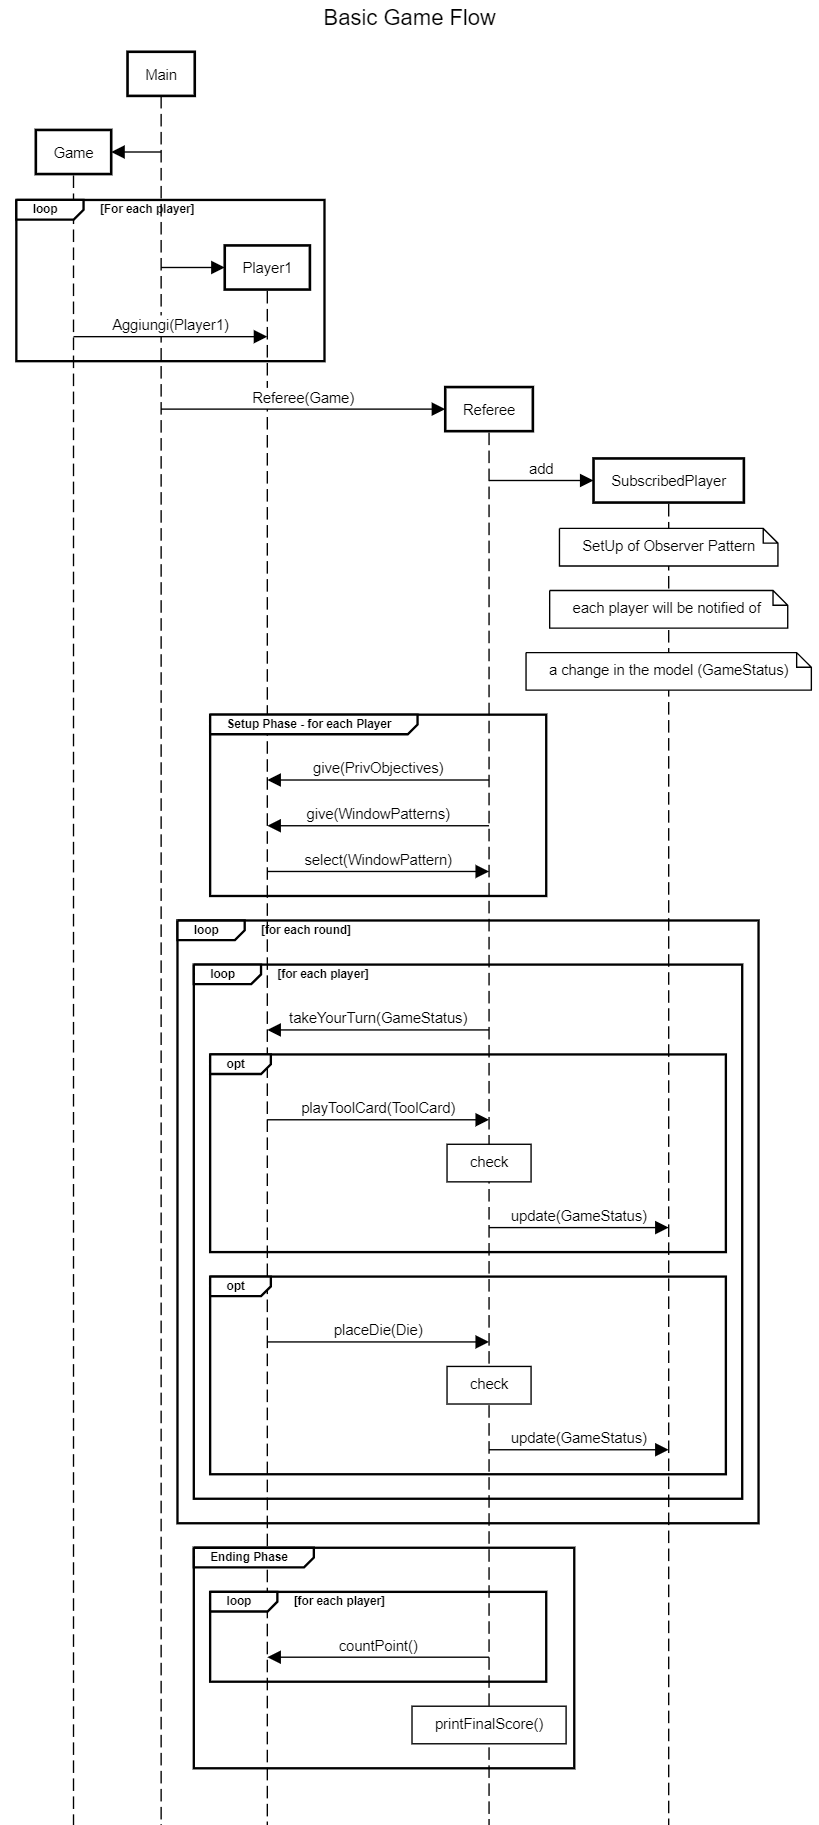 Basic Game Flow
Main
Game
loop [For each player]
Player1
Aggiungi(Player1)
Referee(Game)
Referee
add
SubscribedPlayer
SetUp of Observer Pattern
each player will be notified of
a change in the model (GameStatus)
Setup Phase - for each Player
give(PrivObjectives)
give(WindowPatterns)
select(WindowPattern)
loop [for each round]
loop [for each player]
takeYourTurn(GameStatus)
opt
playToolCard(ToolCard)
check
update(GameStatus)
opt
placeDie(Die)
check
update(GameStatus)
Ending Phase
loop [for each player]
countPoint()
printFinalScore()